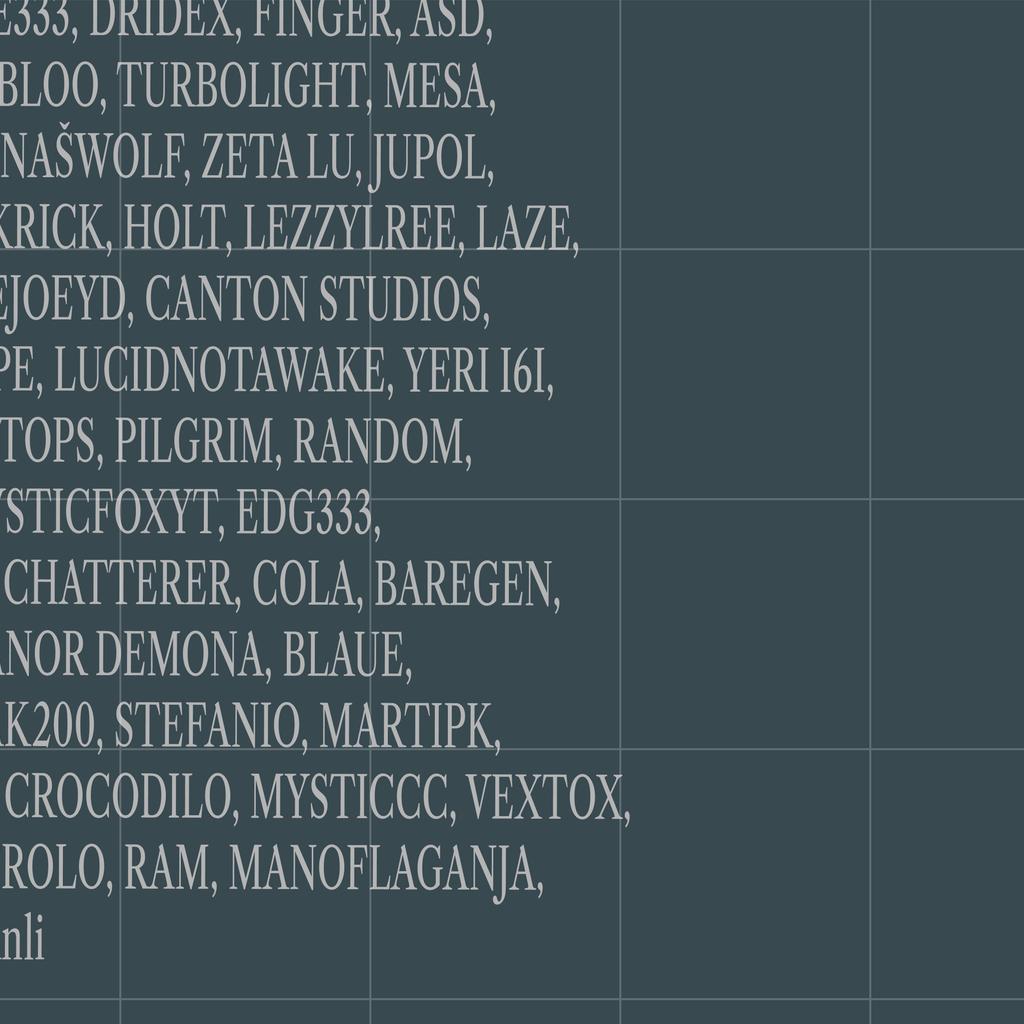 E333, DRIDEX, FINGER, ASD,
BLOO, TURBOLIGHT, MESA,
NAŠWOLF, ZETA LU, JUPOL,
KRICK, HOLT, LEZZYLREE, LAZE,
EJOEYD, CANTON STUDIOS,
PE, LUCIDNOTAWAKE, YERI I6I,
TOPS, PILGRIM, RANDOM,
YSTICFOXYT, EDG333,
CHATTERER, COLA, BAREGEN,
ANOR DEMONA, BLAUE,
AK200, STEFANIO, MARTIPK,
CROCODILO, MYSTICCC, VEXTOX,
ROLO, RAM, MANOFLAGANJA,
nli